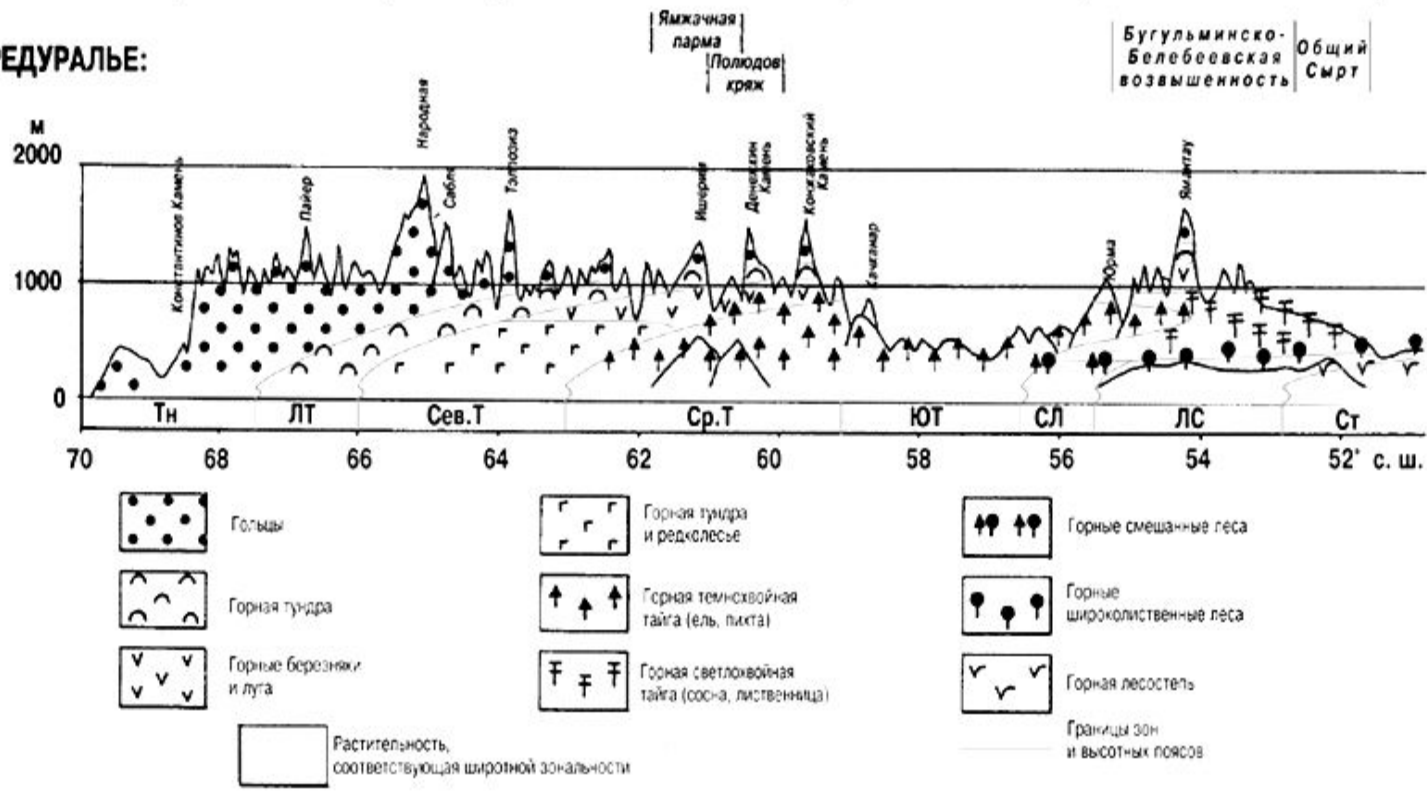 Ямжачная
парма
Полюдов
кряж
Бугульминско-
Белебеевская
возвышенность
Общий
Сырт
РЕДУРАЛЬЕ:
м
2000
1000
0
Константинов Камень
Пайер
Народная
Сабля
Тэлпозиз
Ишерим
Денежкин
Камень
Конжаковский
Камень
Качканар
Юрма
Ямантау
Тн ЛТ Сев.Т Ср.Т ЮТ СЛ ЛС Ст
70 68 66 64 62 60 58 56 54 52° с. ш.
Гольцы
Горная тундра
Горные березняки
и луга
Горная тундра
и редколесье
Горная темнохвойная
тайга (ель, пихта)
Горная светлохвойная
тайга (сосна, лиственница)
Горные смешанные леса
Горные
широколиственные леса
Горная лесостепь
Границы зон
и высотных поясов
Растительность,
соответствующая широтной зональности